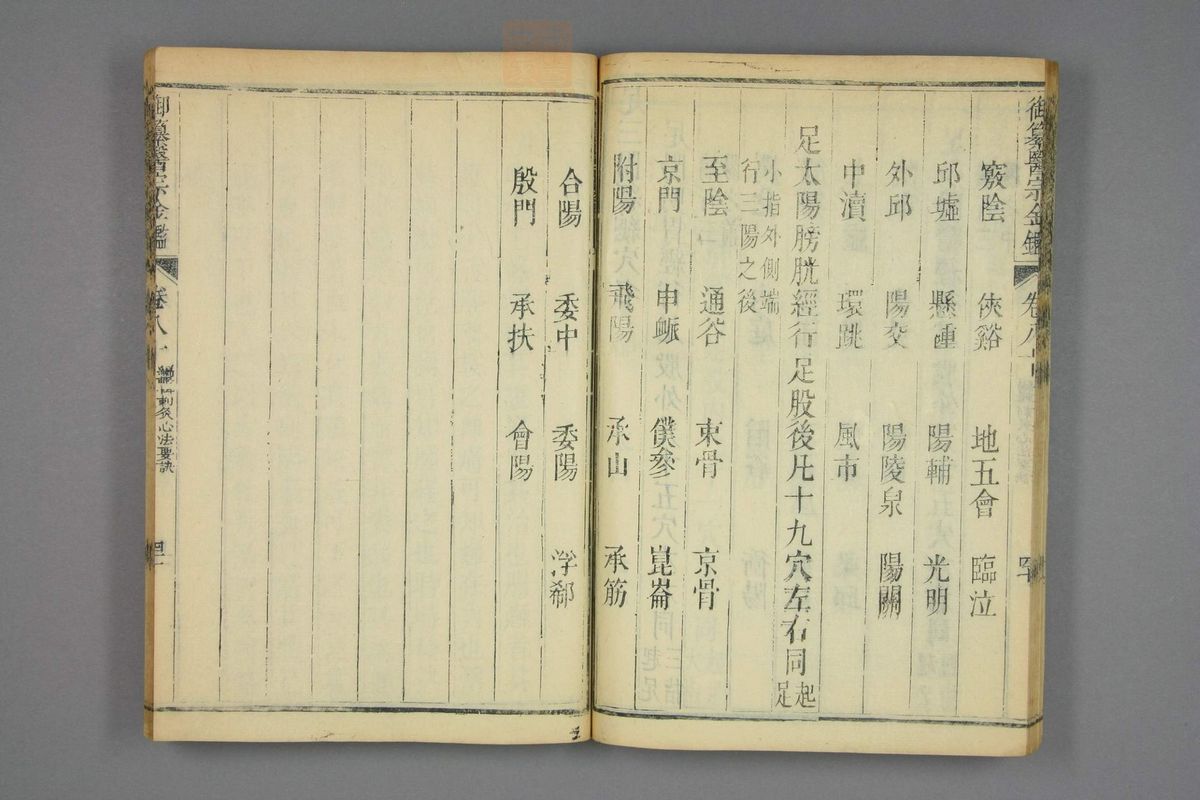 御纂醫宗金鑑 卷八十
竅陰 俠谿 地五會 臨泣
邱墟 懸鍾 陽輔 光明
外邱 陽交 陽陵泉 陽關
中瀆 環跳 風市
足太陽膀胱經行足股後凡十九穴左右同起足
小指外側端
行三陽之後
至陰 通谷 束骨 京骨
京門 申脈 僕參 崑崙
附陽 飛陽 承山 承筋
合陽 委中 委陽 浮郄
殷門 承扶 會陽
御纂醫宗金鑑 卷八十 刺灸心法要訣